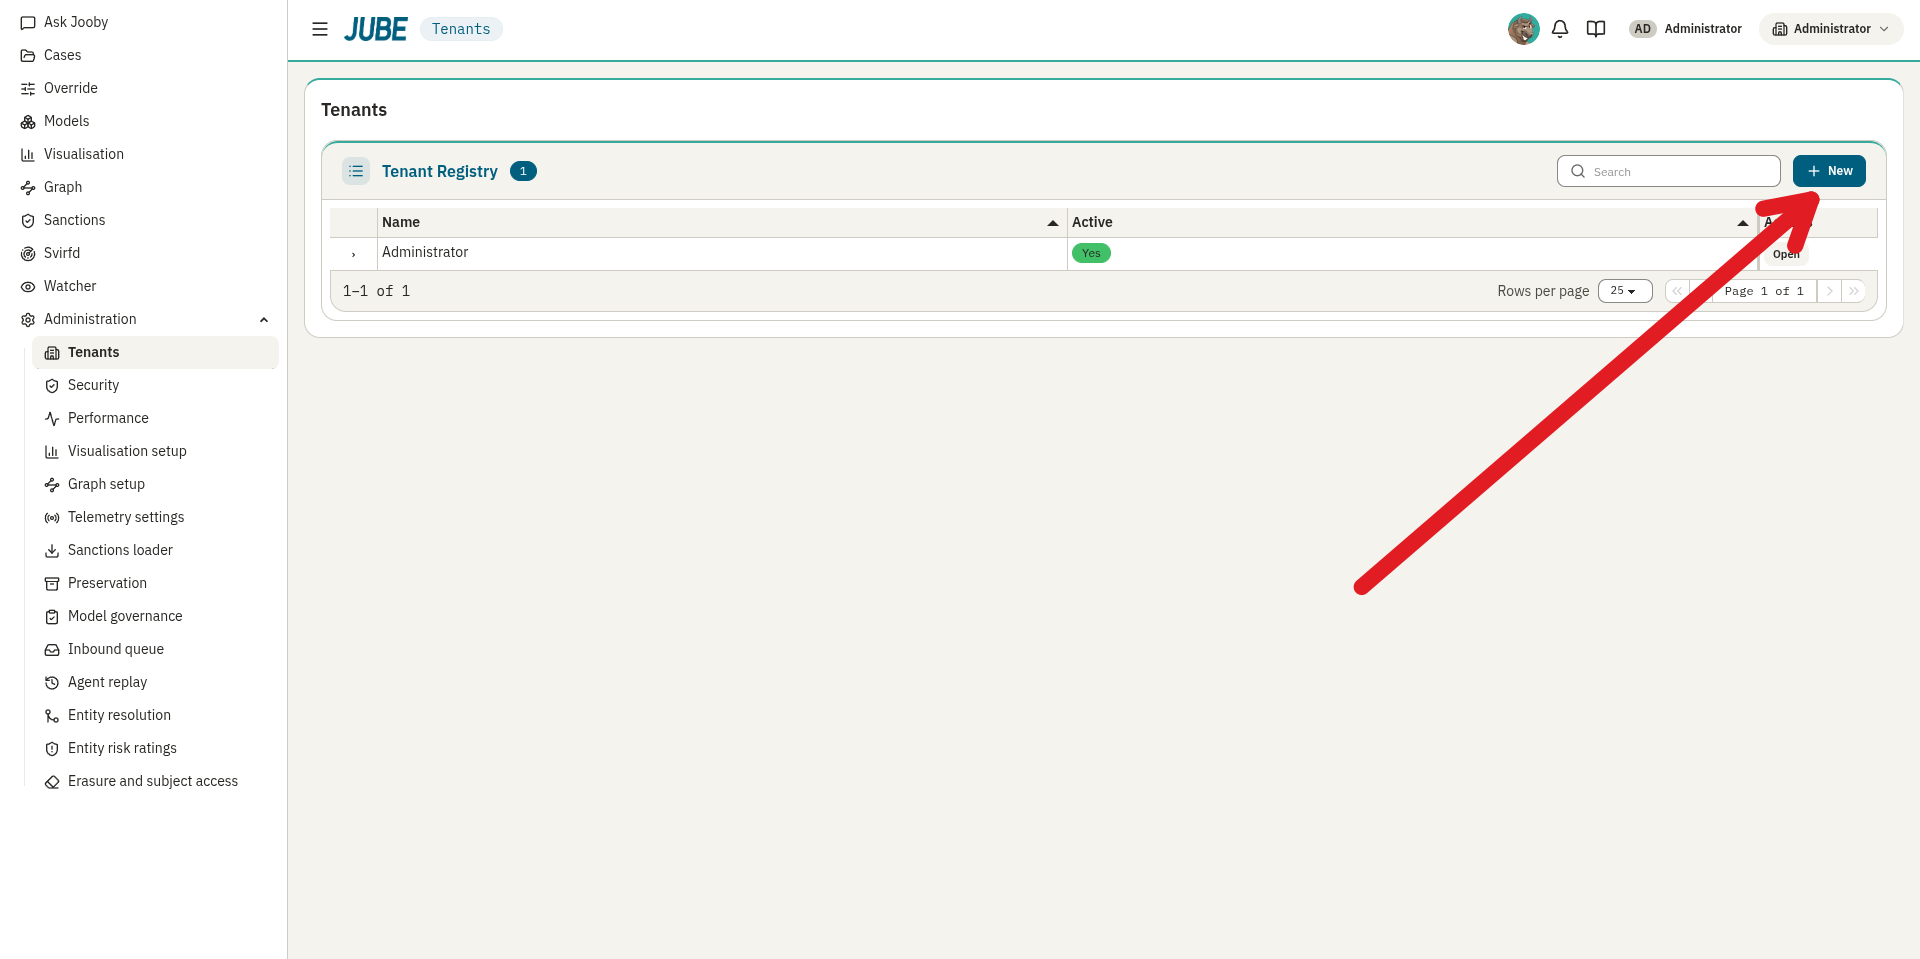 Ask Jooby
Cases
Override
Models
Visualisation
Graph
Sanctions
Svirfd
Watcher
Administration
Tenants
Security
Performance
Visualisation setup
Graph setup
Telemetry settings
Sanctions loader
Preservation
Model governance
Inbound queue
Agent replay
Entity resolution
Entity risk ratings
Erasure and subject access
JUBE Tenants
AD Administrator Administrator
Tenants
Tenant Registry 1 Search New
Name Active
Administrator Yes Open
1–1 of 1 Rows per page 25 Page 1 of 1